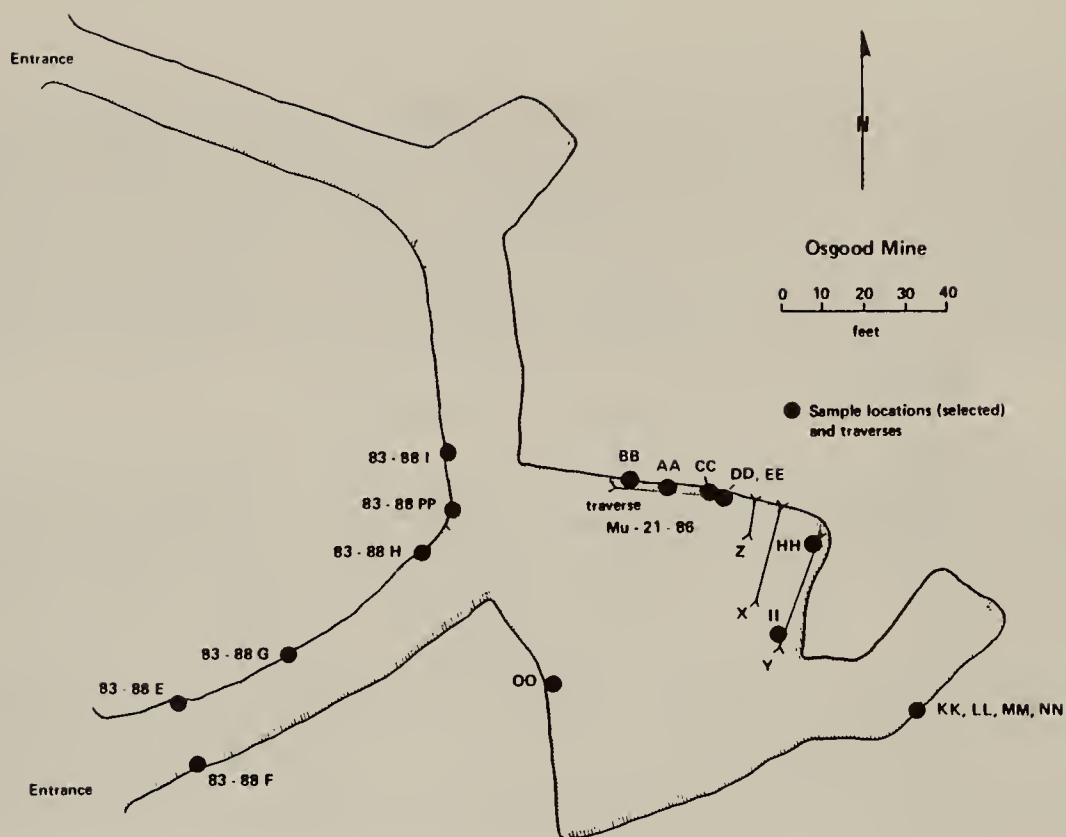 Entrance
N
Osgood Mine
0 10 20 30 40
feet
Sample locations (selected)
and traverses
83 - 88 I
83 - 88 PP
83 - 88 H
BB
AA
CC
DD, EE
traverse
Mu - 21 - 86
Z
HH
X
II
Y
83 - 88 G
83 - 88 E
OO
KK, LL, MM, NN
83 - 88 F
Entrance